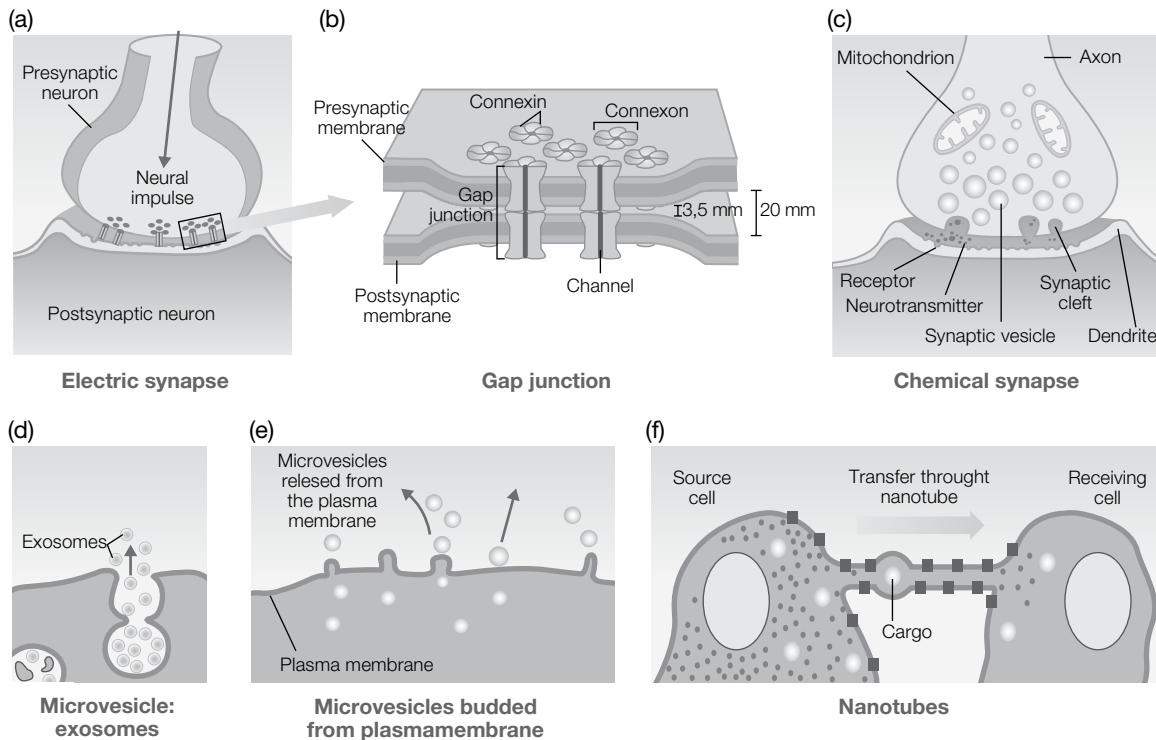 (a)
Presynaptic
neuron
Neural
impulse
Postsynaptic neuron
Electric synapse
(b)
Connexin
Connexon
Presynaptic
membrane
Gap
junction
3,5 mm
20 mm
Postsynaptic
membrane
Channel
Gap junction
(c)
Mitochondrion
Axon
Receptor
Neurotransmitter
Synaptic vesicle
Synaptic
cleft
Dendrite
Chemical synapse
(d)
Exosomes
Microvesicle:
exosomes
(e)
Microvesicles
relesed from
the plasma
membrane
Plasma membrane
Microvesicles budded
from plasmamembrane
(f)
Source
cell
Transfer throught
nanotube
Receiving
cell
Cargo
Nanotubes